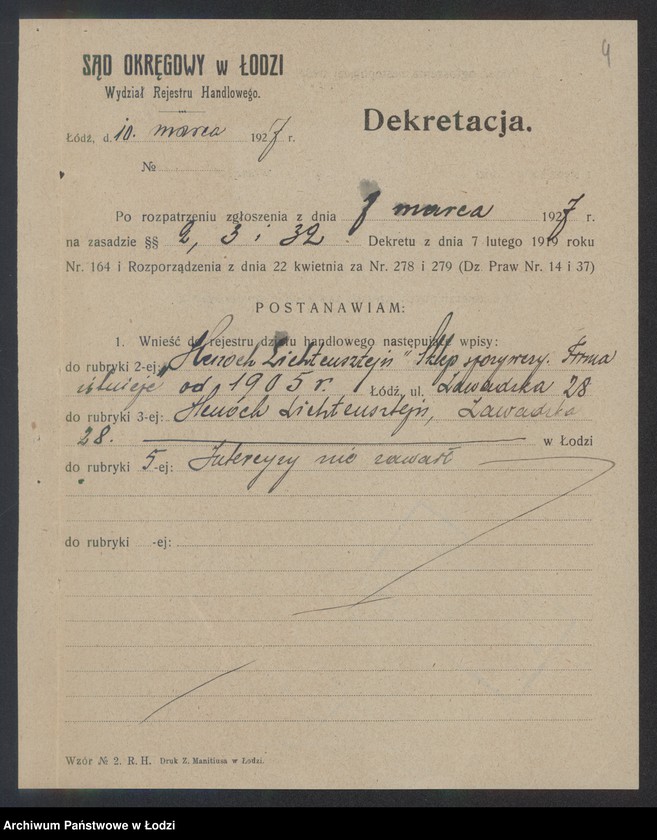 4
SĄD OKRĘGOWY w ŁODZI
Wydział Rejestru Handlowego.
Łódź, d. 10. marca 1927 r.
Dekretacja.
№
Po rozpatrzeniu zgłoszenia z dnia 7 marca 1927 r.
na zasadzie §§ 2, 3 i 32 Dekretu z dnia 7 lutego 1919 roku
Nr. 164 i Rozporządzenia z dnia 22 kwietnia za Nr. 278 i 279 (Dz. Praw Nr. 14 i 37)
POSTANAWIAM:
1. Wnieść do rejestru działu handlowego następujące wpisy:
do rubryki 2-ej: „Henoch Lichtensztejn" Sklep spożywczy. Firma
istnieje od 1905 r. Łódź, ul. Zawadzka 28
do rubryki 3-ej: Henoch Lichtensztejn, Zawadzka
28. w Łodzi
do rubryki 5-ej: Intercyzy nie zawarł
do rubryki -ej:
Wzór № 2. R. H. Druk Z. Manitiusa w Łodzi.
Archiwum Państwowe w Łodzi